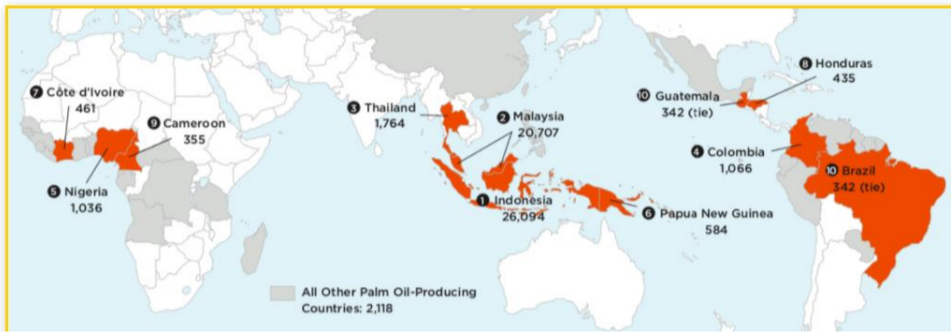 7 Côte d'Ivoire
461
9 Cameroon
355
5 Nigeria
1,036
3 Thailand
1,764
2 Malaysia
20,707
1 Indonesia
26,094
6 Papua New Guinea
584
10 Guatemala
342 (tie)
8 Honduras
435
4 Colombia
1,066
10 Brazil
342 (tie)
All Other Palm Oil-Producing
Countries: 2,118